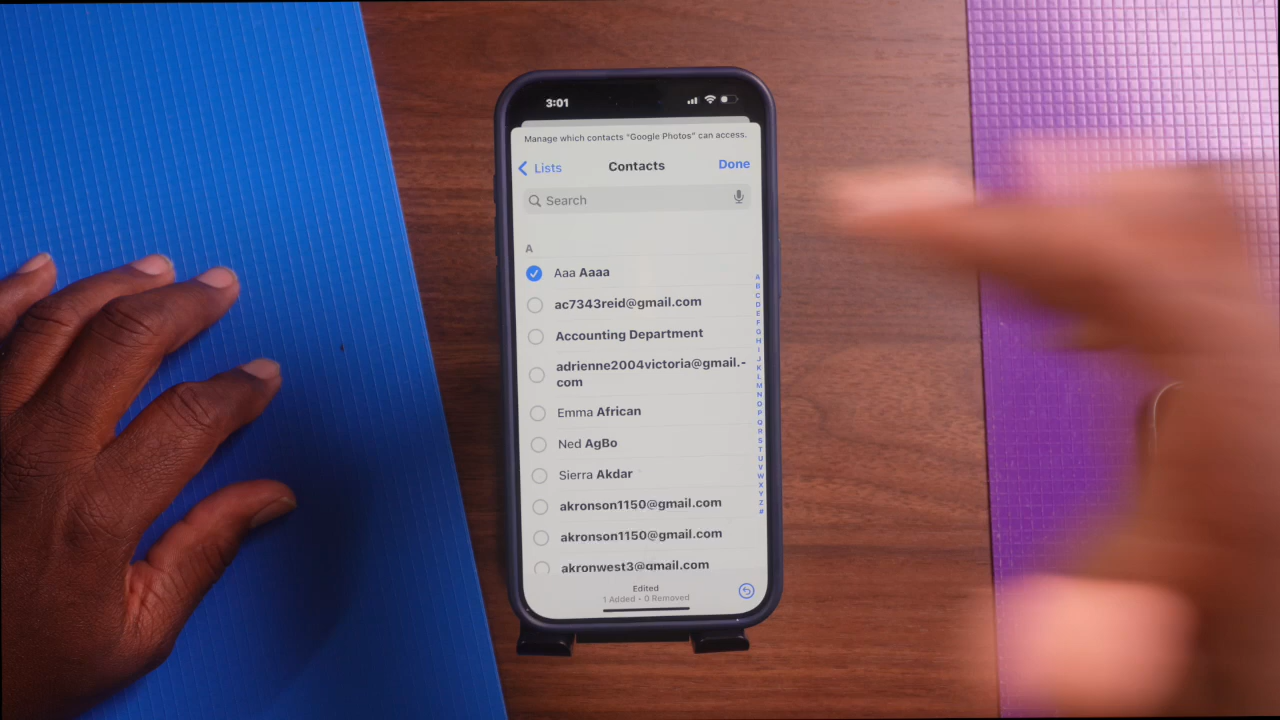 3:01
Manage which contacts "Google Photos" can access.
Lists Contacts Done
Search
A
Aaa Aaaa
ac7343reid@gmail.com
Accounting Department
adrienne2004victoria@gmail.-
com
Emma African
Ned AgBo
Sierra Akdar
akronson1150@gmail.com
akronson1150@gmail.com
akronwest3@gmail.com
Edited
1 Added - 0 Removed
A
B
C
D
E
F
G
H
I
J
K
L
M
N
O
P
Q
R
S
T
U
V
W
X
Y
Z
#